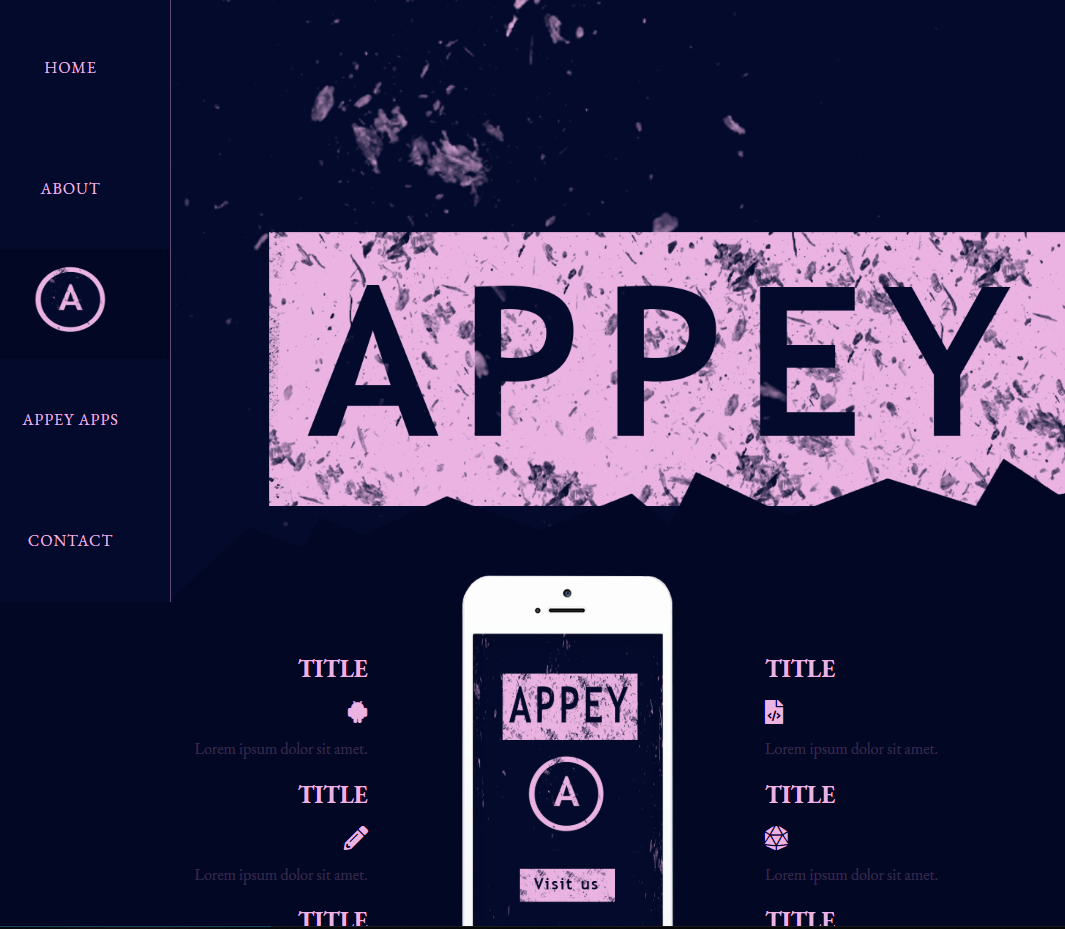 HOME
ABOUT
A
APPEY APPS
CONTACT
APPEY
TITLE
Lorem ipsum dolor sit amet.
TITLE
Lorem ipsum dolor sit amet.
TITLE
APPEY
A
Visit us
TITLE
</>
Lorem ipsum dolor sit amet.
TITLE
Lorem ipsum dolor sit amet.
TITLE